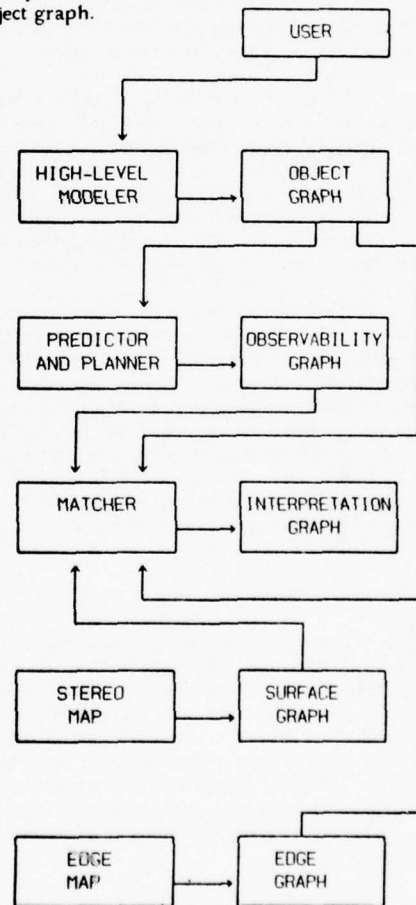 ject graph.
USER
HIGH-LEVEL
MODELER
OBJECT
GRAPH
PREDICTOR
AND PLANNER
OBSERVABILITY
GRAPH
MATCHER
INTERPRETATION
GRAPH
STEREO
MAP
SURFACE
GRAPH
EDGE
MAP
EDGE
GRAPH